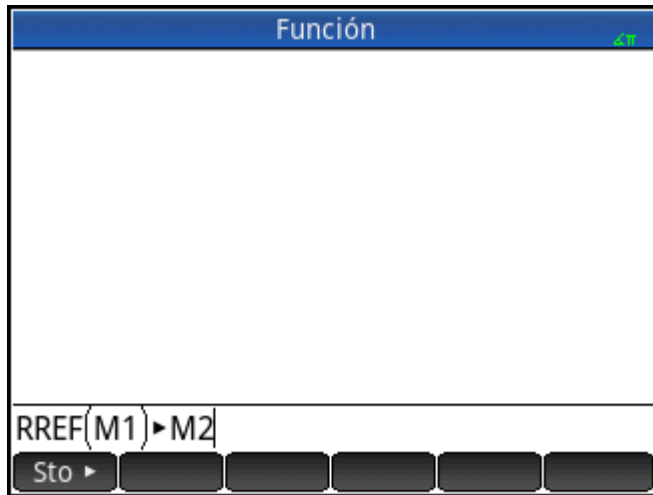 Función
∡π
RREF(M1)▶M2
Sto ▶